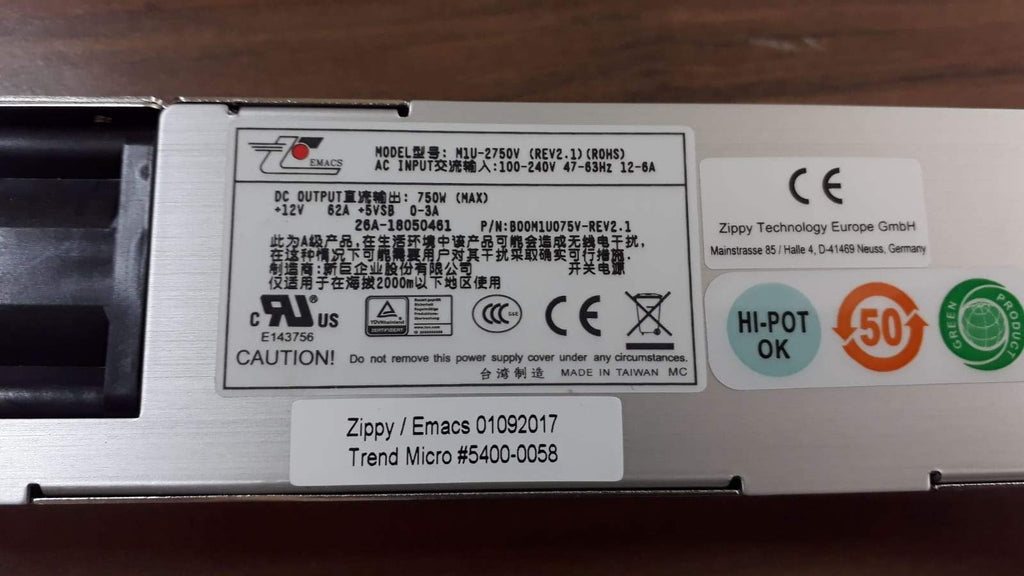 EMACS
MODEL型号: M1U-2750V (REV2.1)(ROHS)
AC INPUT交流输入:100-240V 47-63Hz 12-6A
DC OUTPUT直流输出: 750W (MAX)
+12V 62A +5VSB 0-3A
26A-18050461 P/N:B00M1U075V-REV2.1
此为A级产品,在生活环境中该产品可能会造成无线电干扰,
在这种情况下可能需要用户对其干扰采取确实可行措施.
制造商:新巨企业股份有限公司 开关电源
仅适用于在海拔2000m以下地区使用
C RU ® US
E143756
TÜVRheinland
CERTIFIED
CCC S&E
CE
CAUTION! Do not remove this power supply cover under any circumstances.
台湾制造 MADE IN TAIWAN MC
CE
Zippy Technology Europe GmbH
Mainstrasse 85 / Halle 4, D-41469 Neuss, Germany
HI-POT
OK
50
GREEN PRODUCT
Zippy / Emacs 01092017
Trend Micro #5400-0058